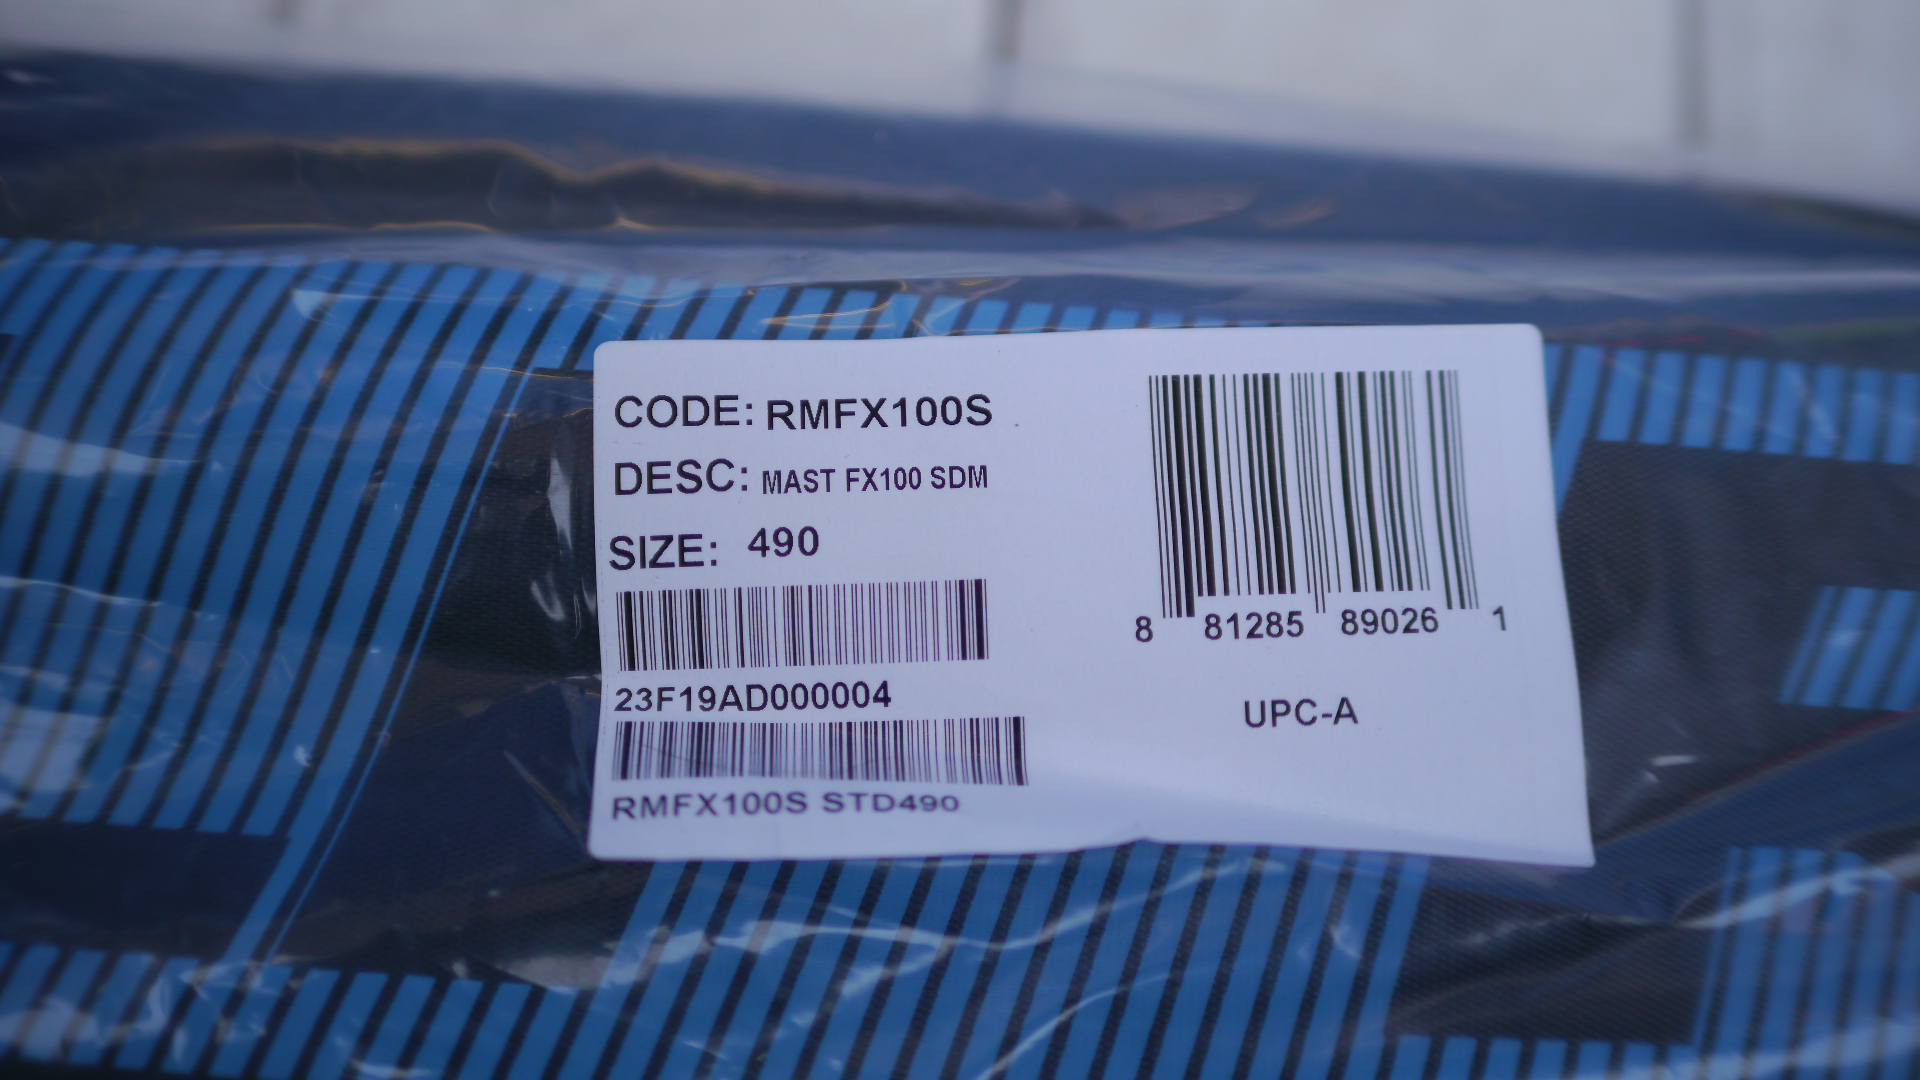 CODE: RMFX100S
DESC: MAST FX100 SDM
SIZE: 490
23F19AD000004
RMFX100S STD490
8 81285 89026 1
UPC-A